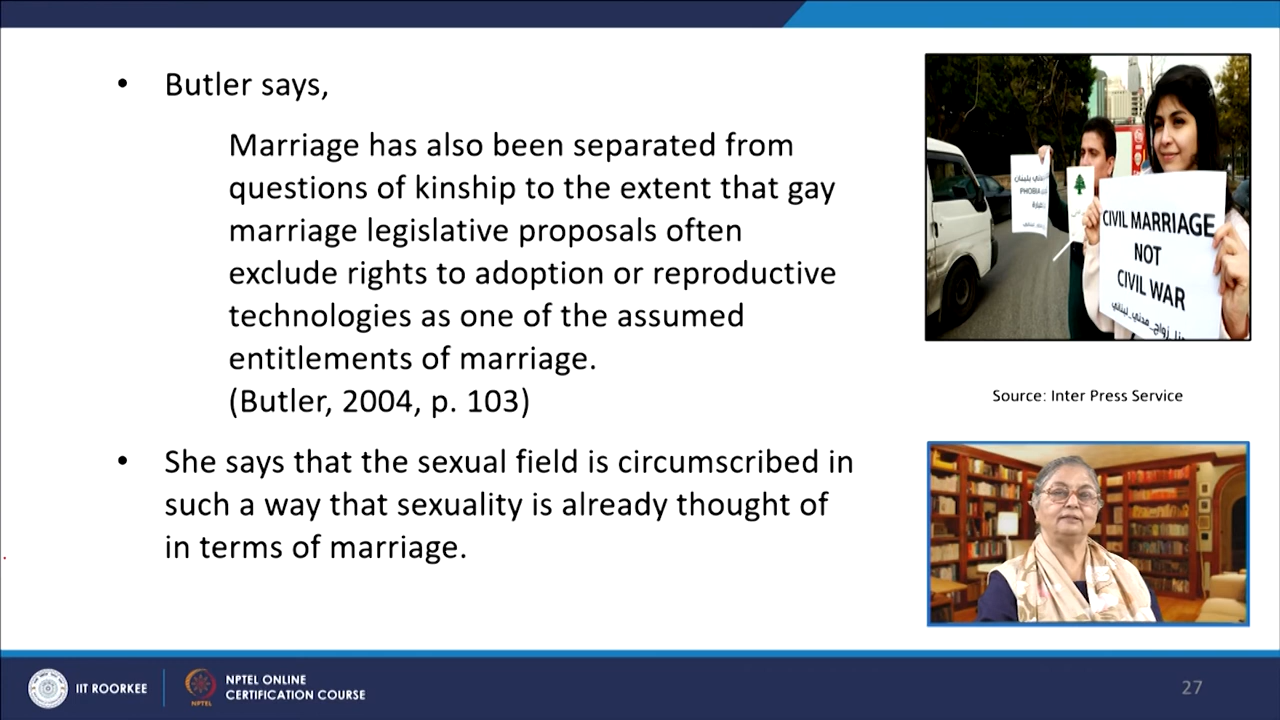 • Butler says,
Marriage has also been separated from
questions of kinship to the extent that gay
marriage legislative proposals often
exclude rights to adoption or reproductive
technologies as one of the assumed
entitlements of marriage.
(Butler, 2004, p. 103)
• She says that the sexual field is circumscribed in
such a way that sexuality is already thought of
in terms of marriage.
PHOBIA
CIVIL MARRIAGE
NOT
CIVIL WAR
Source: Inter Press Service
IIT ROORKEE
NPTEL
NPTEL ONLINE
CERTIFICATION COURSE
27